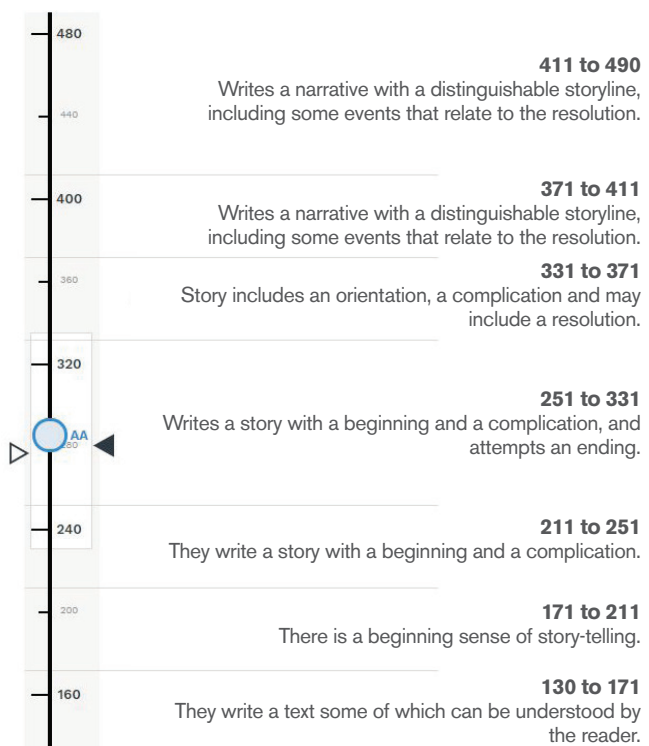 480
411 to 490
Writes a narrative with a distinguishable storyline,
including some events that relate to the resolution.
440
371 to 411
400
Writes a narrative with a distinguishable storyline,
including some events that relate to the resolution.
331 to 371
360
Story includes an orientation, a complication and may
include a resolution.
320
251 to 331
Writes a story with a beginning and a complication, and
attempts an ending.
AA
280
211 to 251
240
They write a story with a beginning and a complication.
171 to 211
200
There is a beginning sense of story-telling.
130 to 171
160
They write a text some of which can be understood by
the reader.